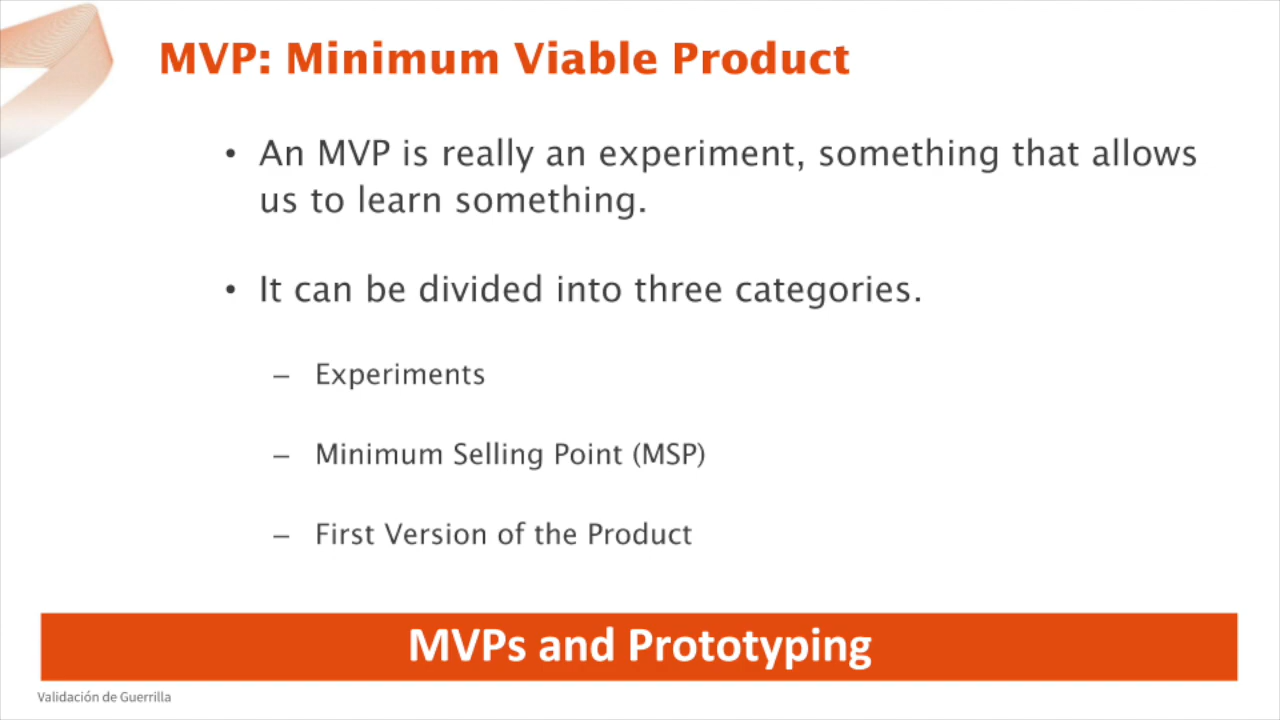 MVP: Minimum Viable Product
• An MVP is really an experiment, something that allows
us to learn something.
• It can be divided into three categories.
– Experiments
– Minimum Selling Point (MSP)
– First Version of the Product
MVPs and Prototyping
Validación de Guerrilla